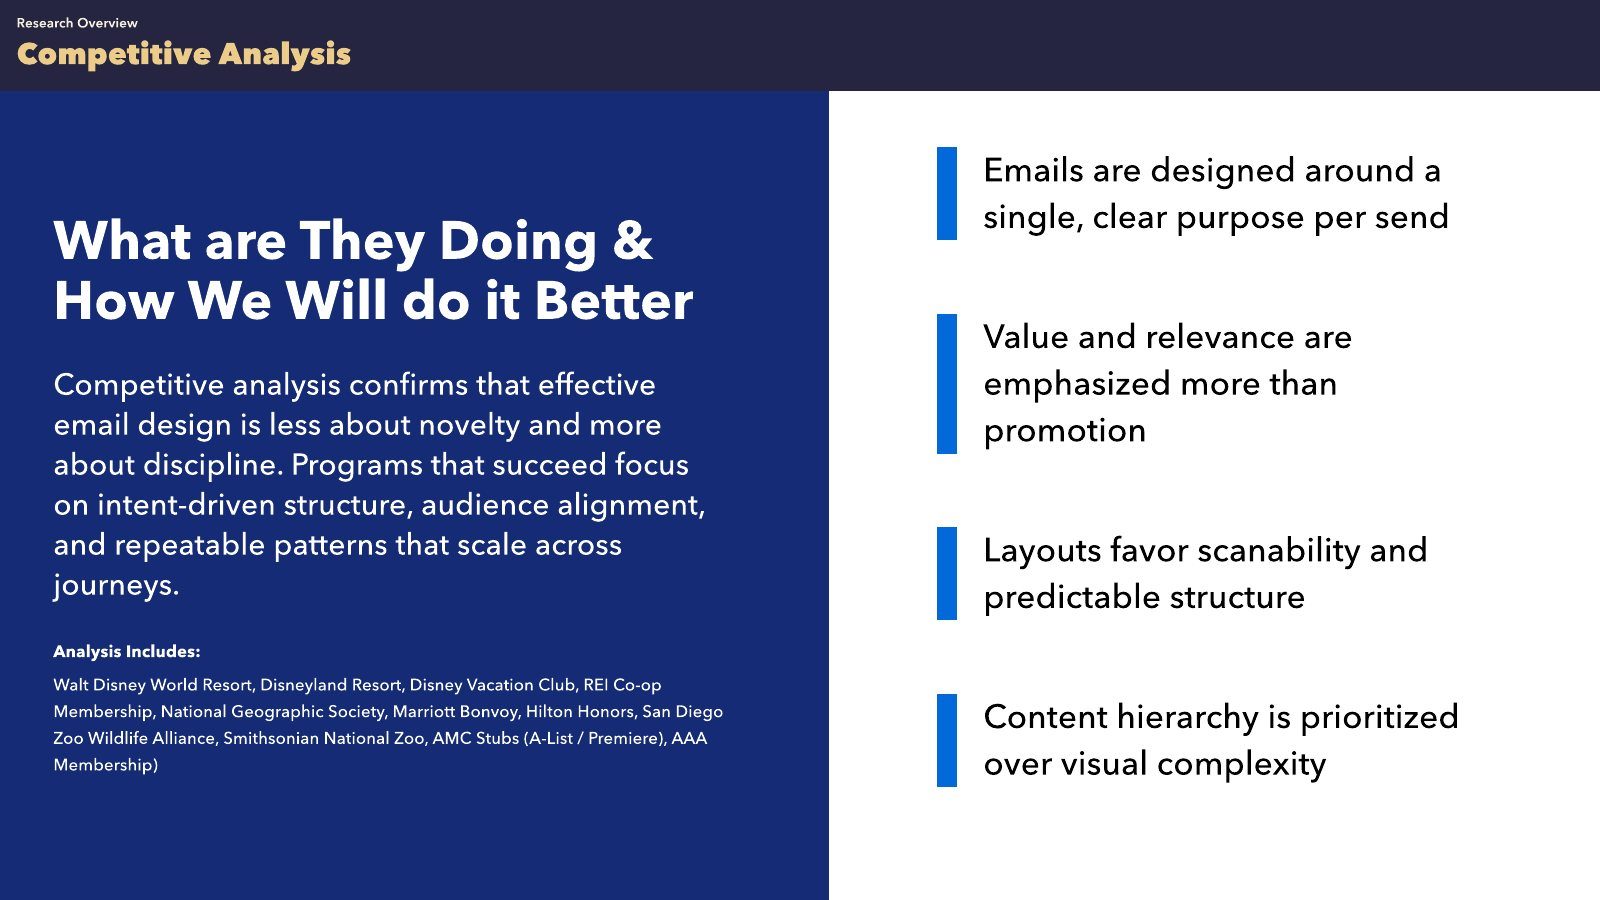 Research Overview
Competitive Analysis
What are They Doing &
How We Will do it Better
Competitive analysis confirms that effective
email design is less about novelty and more
about discipline. Programs that succeed focus
on intent-driven structure, audience alignment,
and repeatable patterns that scale across
journeys.
Analysis Includes:
Walt Disney World Resort, Disneyland Resort, Disney Vacation Club, REI Co-op
Membership, National Geographic Society, Marriott Bonvoy, Hilton Honors, San Diego
Zoo Wildlife Alliance, Smithsonian National Zoo, AMC Stubs (A-List / Premiere), AAA
Membership)
Emails are designed around a
single, clear purpose per send
Value and relevance are
emphasized more than
promotion
Layouts favor scanability and
predictable structure
Content hierarchy is prioritized
over visual complexity